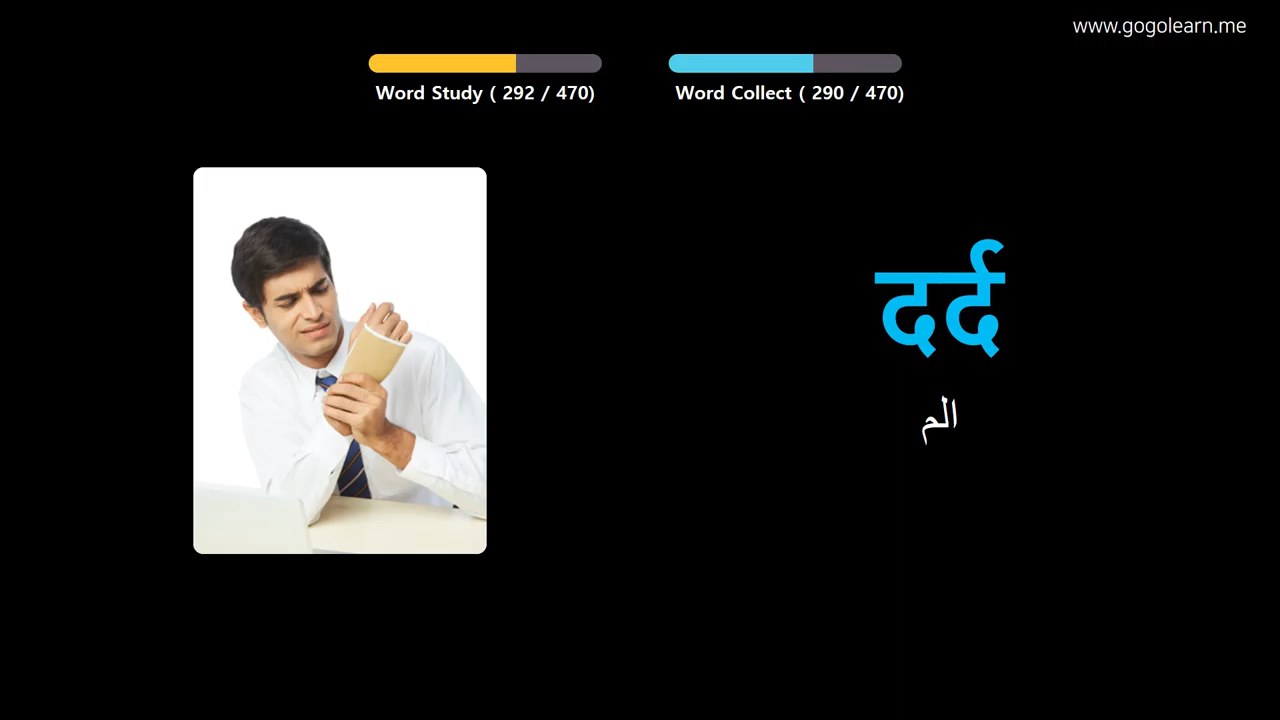 www.gogolearn.me
Word Study ( 292 / 470)
Word Collect ( 290 / 470)
दर्द
الم